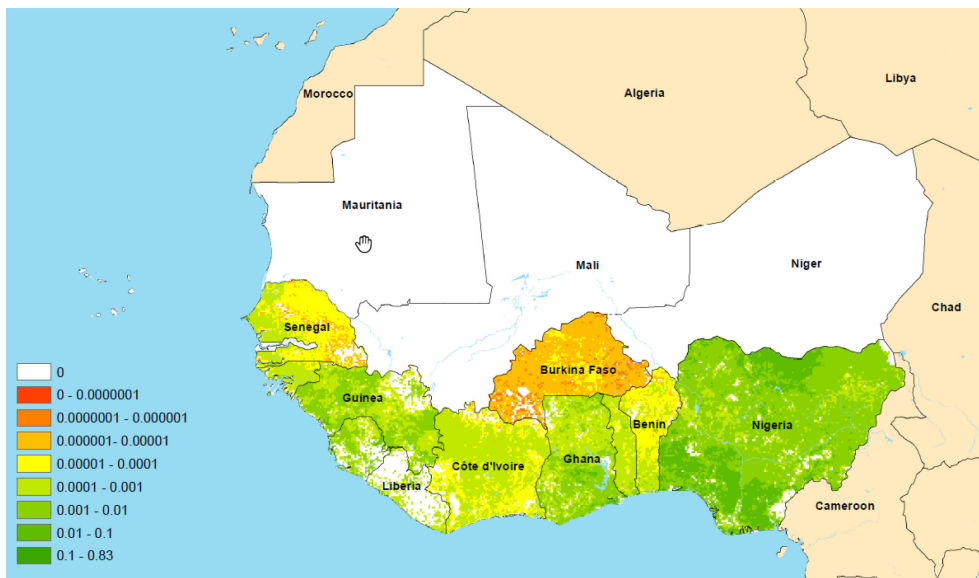 Libya
Algeria
Morocco
Mauritania
Mali
Niger
Chad
Senegal
Burkina Faso
Guinea
Benin
Nigeria
Côte d'Ivoire
Ghana
Liberia
Cameroon
0
0 - 0.0000001
0.0000001 - 0.000001
0.000001- 0.00001
0.00001 - 0.0001
0.0001 - 0.001
0.001 - 0.01
0.01 - 0.1
0.1 - 0.83